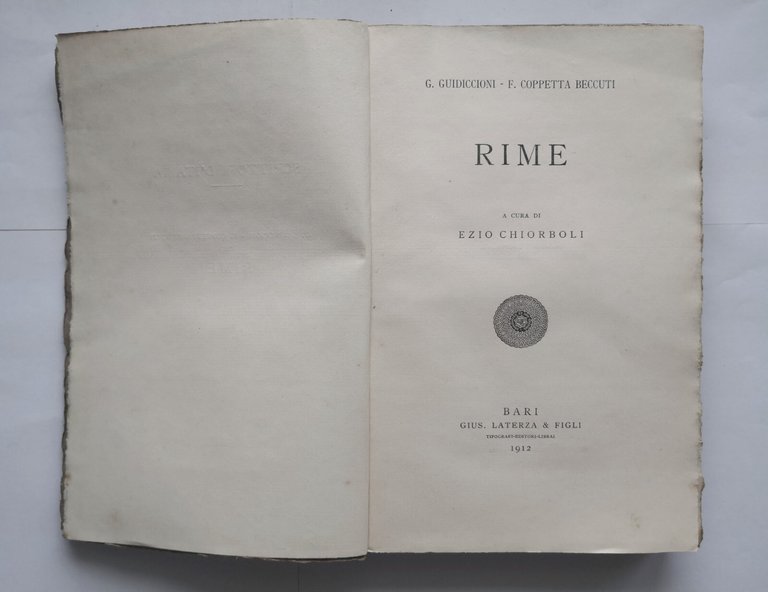 G. GUIDICCIONI - F. COPPETTA BECCUTI
RIME
A CURA DI
EZIO CHIORBOLI
BARI
GIUS. LATERZA & FIGLI
TIPOGRAFI-EDITORI-LIBRAI
1912